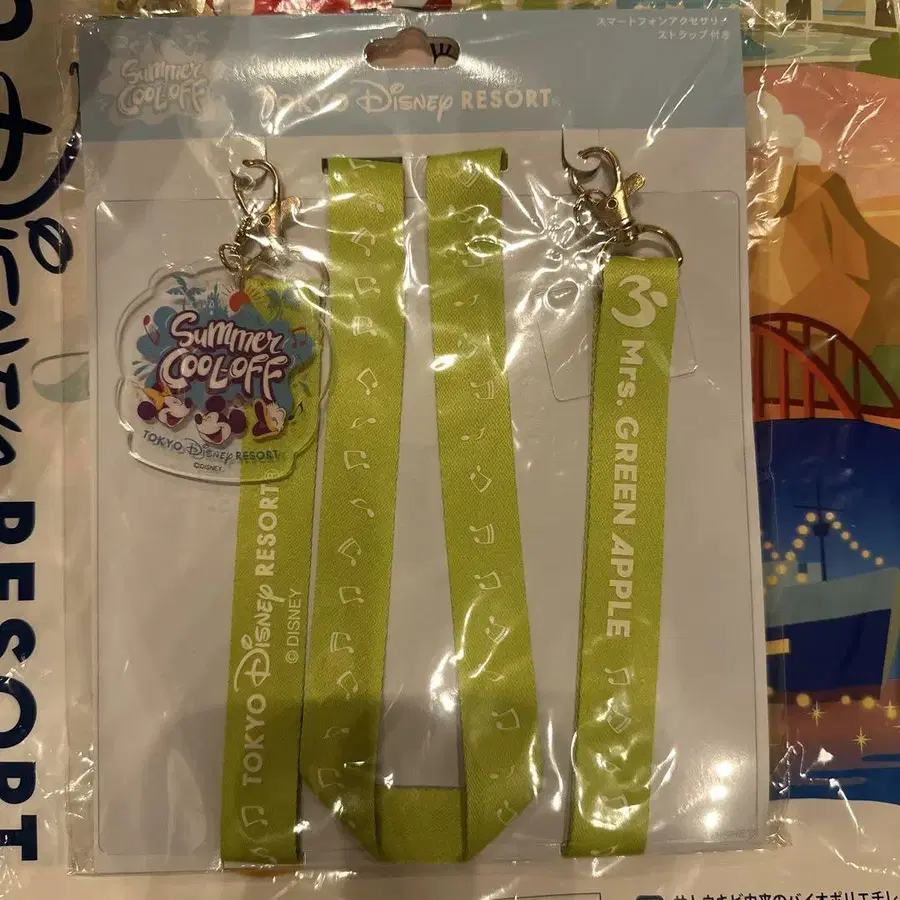 スマートフォンアクセサリー
ストラップ付き
Summer
COOL-OFF
TOKYO DISNEY RESORT
Summer
COOL-OFF
TOKYO DISNEY RESORT
©DISNEY
TOKYO DISNEY RESORT
©DISNEY
Mrs. GREEN APPLE
DISNEY RESORT